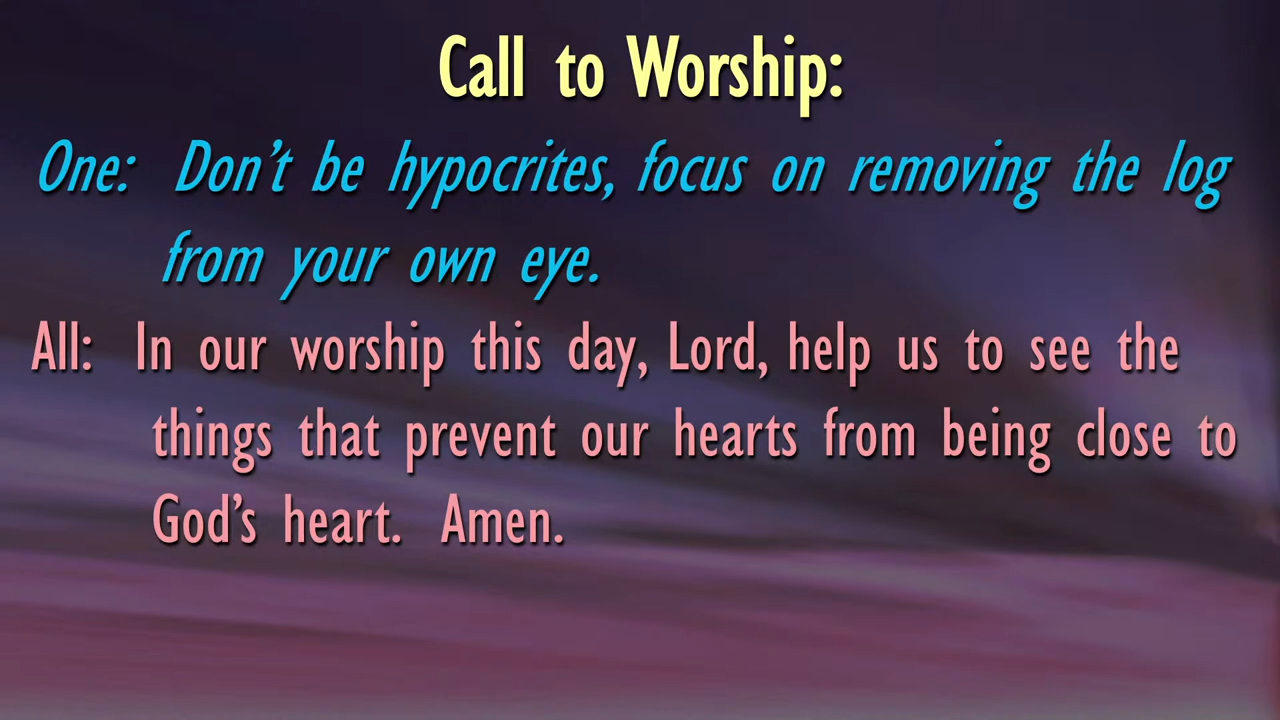 Call to Worship:
One: Don’t be hypocrites, focus on removing the log
from your own eye.
All: In our worship this day, Lord, help us to see the
things that prevent our hearts from being close to
God’s heart. Amen.